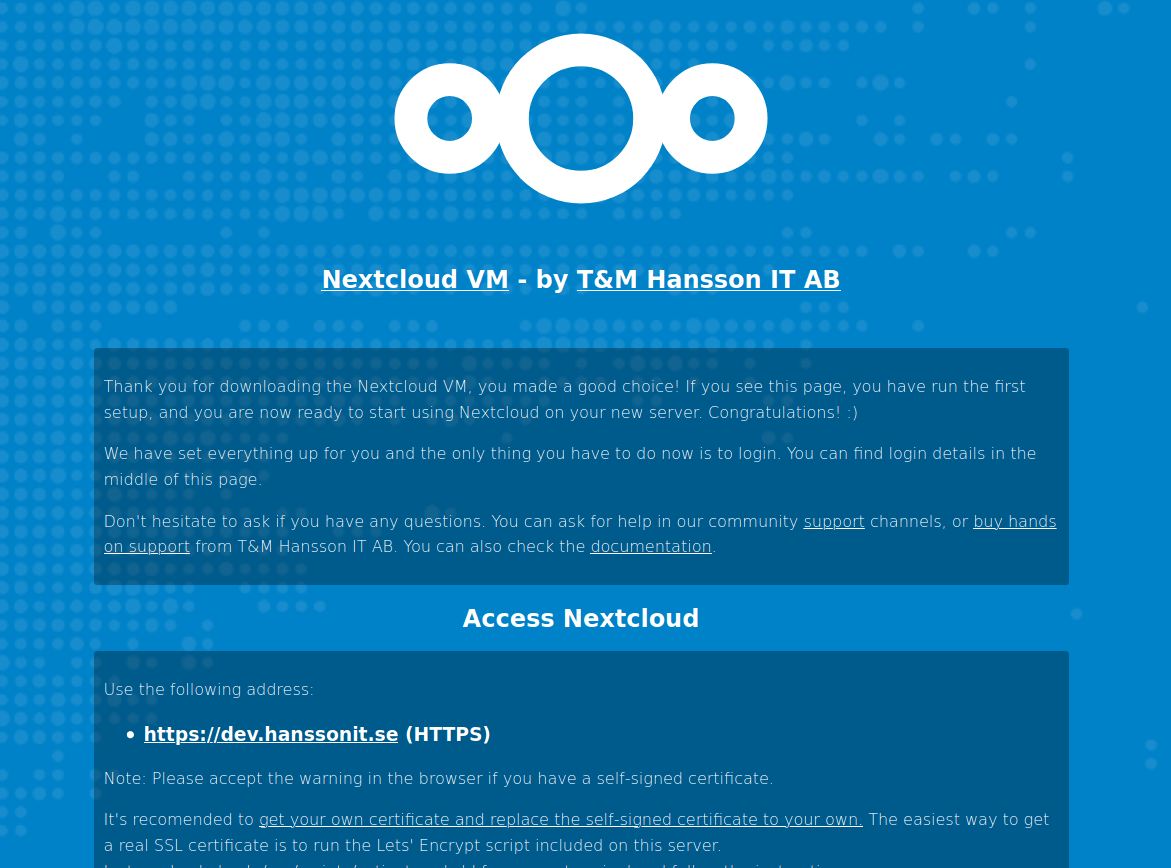 Nextcloud VM - by T&M Hansson IT AB
Thank you for downloading the Nextcloud VM, you made a good choice! If you see this page, you have run the first
setup, and you are now ready to start using Nextcloud on your new server. Congratulations! :)
We have set everything up for you and the only thing you have to do now is to login. You can find login details in the
middle of this page.
Don't hesitate to ask if you have any questions. You can ask for help in our community support channels, or buy hands
on support from T&M Hansson IT AB. You can also check the documentation.
Access Nextcloud
Use the following address:
• https://dev.hanssonit.se (HTTPS)
Note: Please accept the warning in the browser if you have a self-signed certificate.
It's recomended to get your own certificate and replace the self-signed certificate to your own. The easiest way to get
a real SSL certificate is to run the Lets' Encrypt script included on this server.